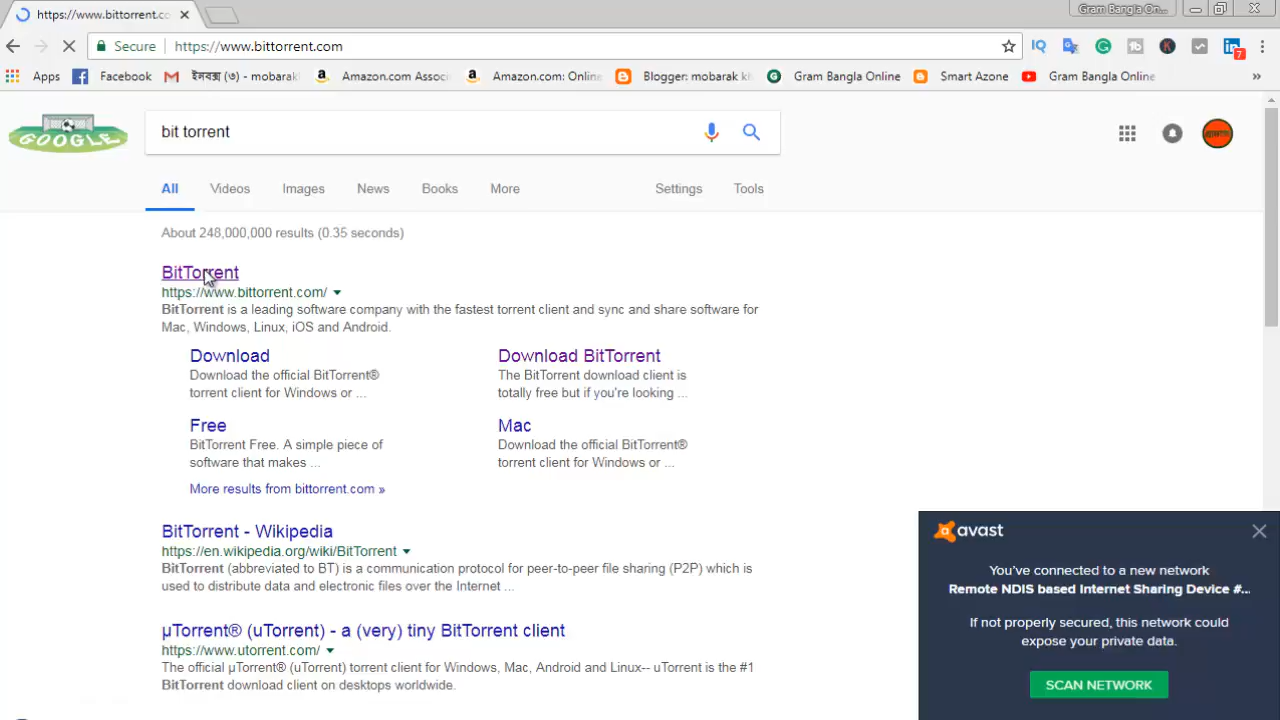 https://www.bittorrent.co
Gram Bangla On...
Secure https://www.bittorrent.com
IQ
K
7
Apps Facebook ইনবক্স (৩) - mobarak Amazon.com Assoc Amazon.com: Online Blogger: mobarak k Gram Bangla Online Smart Azone Gram Bangla Online »
GOOGLE
bit torrent
All Videos Images News Books More Settings Tools
About 248,000,000 results (0.35 seconds)
BitTorrent
https://www.bittorrent.com/
BitTorrent is a leading software company with the fastest torrent client and sync and share software for
Mac, Windows, Linux, iOS and Android.
Download
Download the official BitTorrent®
torrent client for Windows or ...
Download BitTorrent
The BitTorrent download client is
totally free but if you're looking ...
Free
BitTorrent Free. A simple piece of
software that makes ...
Mac
Download the official BitTorrent®
torrent client for Windows or ...
More results from bittorrent.com »
BitTorrent - Wikipedia
https://en.wikipedia.org/wiki/BitTorrent
BitTorrent (abbreviated to BT) is a communication protocol for peer-to-peer file sharing (P2P) which is
used to distribute data and electronic files over the Internet ...
µTorrent® (uTorrent) - a (very) tiny BitTorrent client
https://www.utorrent.com/
The official µTorrent® (uTorrent) torrent client for Windows, Mac, Android and Linux-- uTorrent is the #1
BitTorrent download client on desktops worldwide.
avast
You've connected to a new network
Remote NDIS based Internet Sharing Device #...
If not properly secured, this network could
expose your private data.
SCAN NETWORK